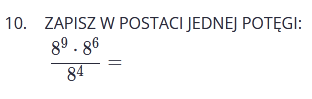 10. ZAPISZ W POSTACI JEDNEJ POTĘGI:
8⁹ · 8⁶
8⁴ =